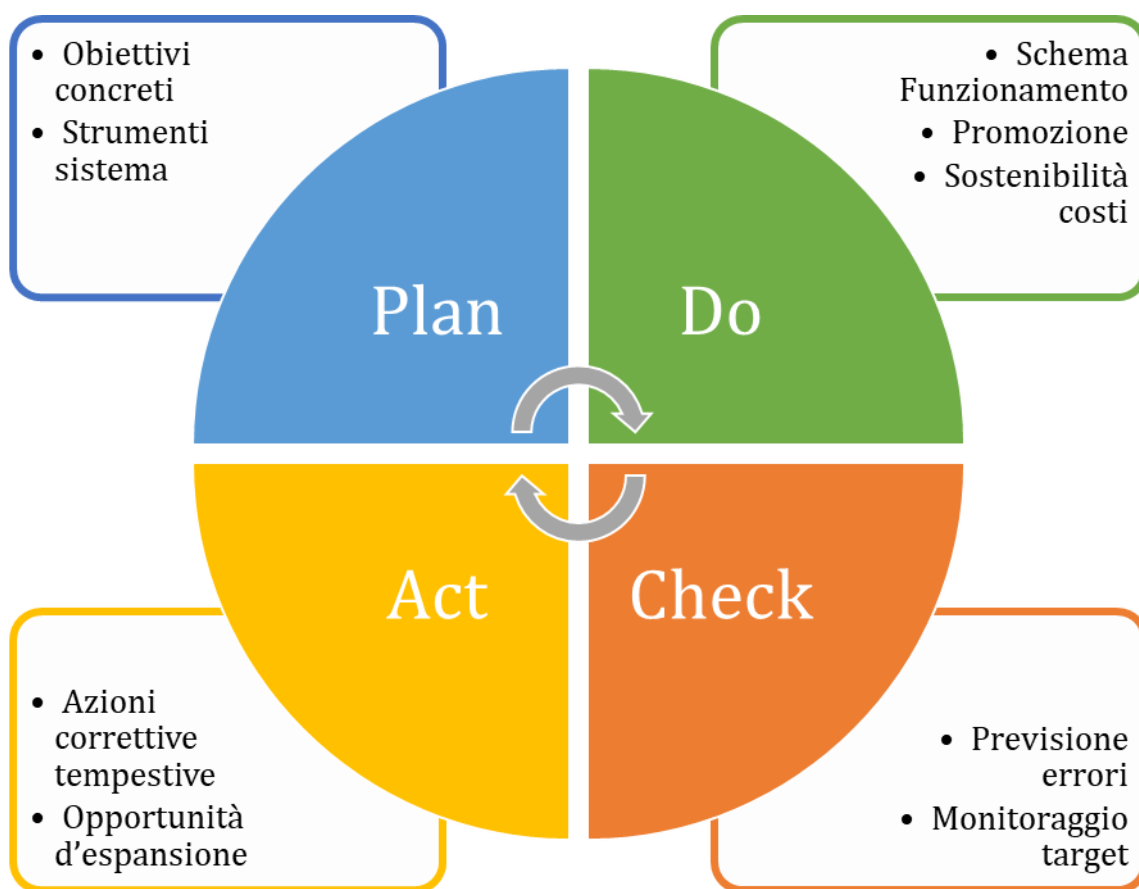 • Obiettivi
concreti
• Strumenti
sistema
• Schema
Funzionamento
• Promozione
• Sostenibilità
costi
Plan
Do
Act
Check
• Azioni
correttive
tempestive
• Opportunità
d'espansione
• Previsione
errori
• Monitoraggio
target